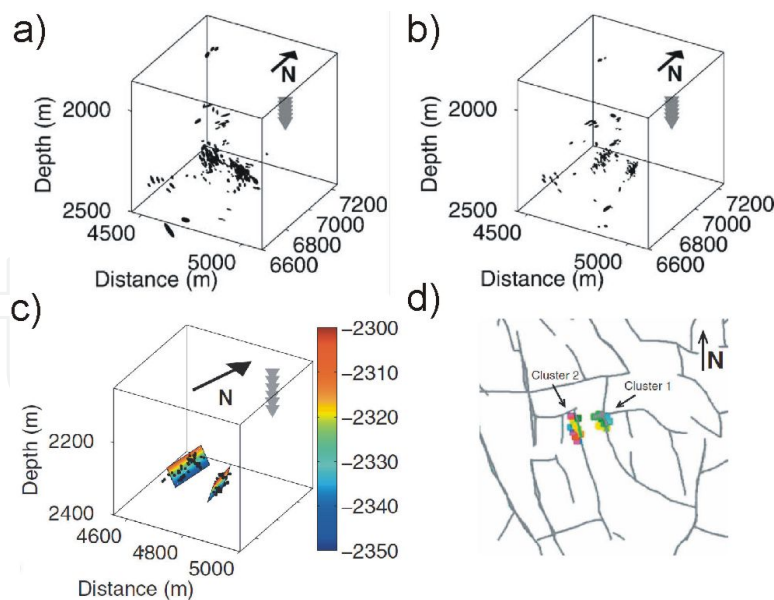 a)
N
Depth (m)
2000
2500
4500
5000
6600
6800
7000
7200
Distance (m)
b)
N
Depth (m)
2000
2500
4500
5000
6600
6800
7000
7200
Distance (m)
c)
N
Depth (m)
2200
2400
4600
4800
5000
Distance (m)
−2300
−2310
−2320
−2330
−2340
−2350
d)
N
Cluster 2
Cluster 1